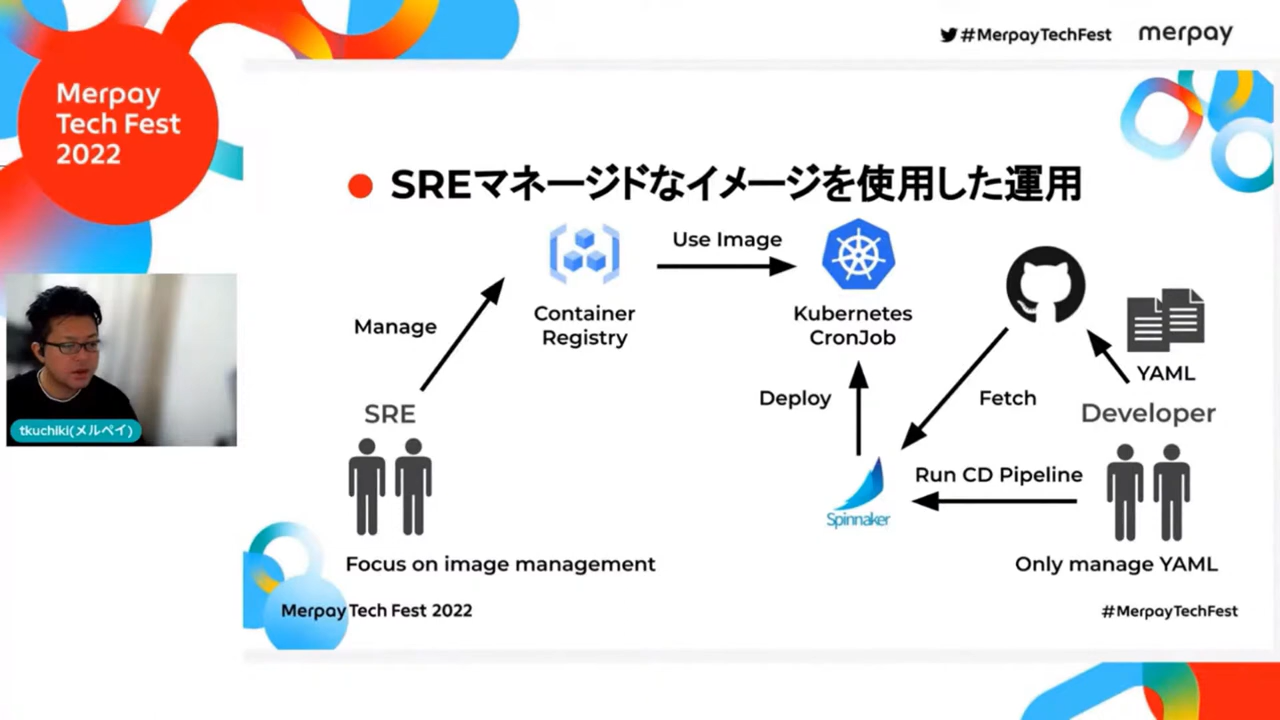 #MerpayTechFest
merpay
Merpay
Tech Fest
2022
SREマネージドなイメージを使用した運用
Use Image
Container
Registry
Kubernetes
CronJob
Manage
YAML
Deploy
Fetch
SRE
Developer
tkuchiki(メルペイ)
Run CD Pipeline
Spinnaker
Focus on image management
Only manage YAML
Merpay Tech Fest 2022
#MerpayTechFest